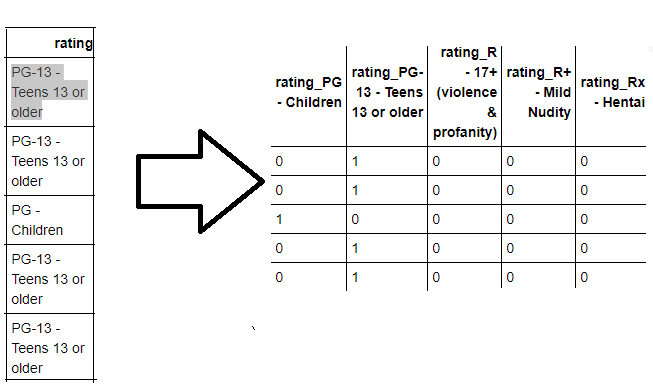 rating
PG-13 -
Teens 13 or
older
PG-13 -
Teens 13 or
older
PG -
Children
PG-13 -
Teens 13 or
older
PG-13 -
Teens 13 or
older
rating_PG
- Children
rating_PG-
13 - Teens
13 or older
rating_R
- 17+
(violence
&
profanity)
rating_R+
- Mild
Nudity
rating_Rx
- Hentai
0 1 0 0 0
0 1 0 0 0
1 0 0 0 0
0 1 0 0 0
0 1 0 0 0